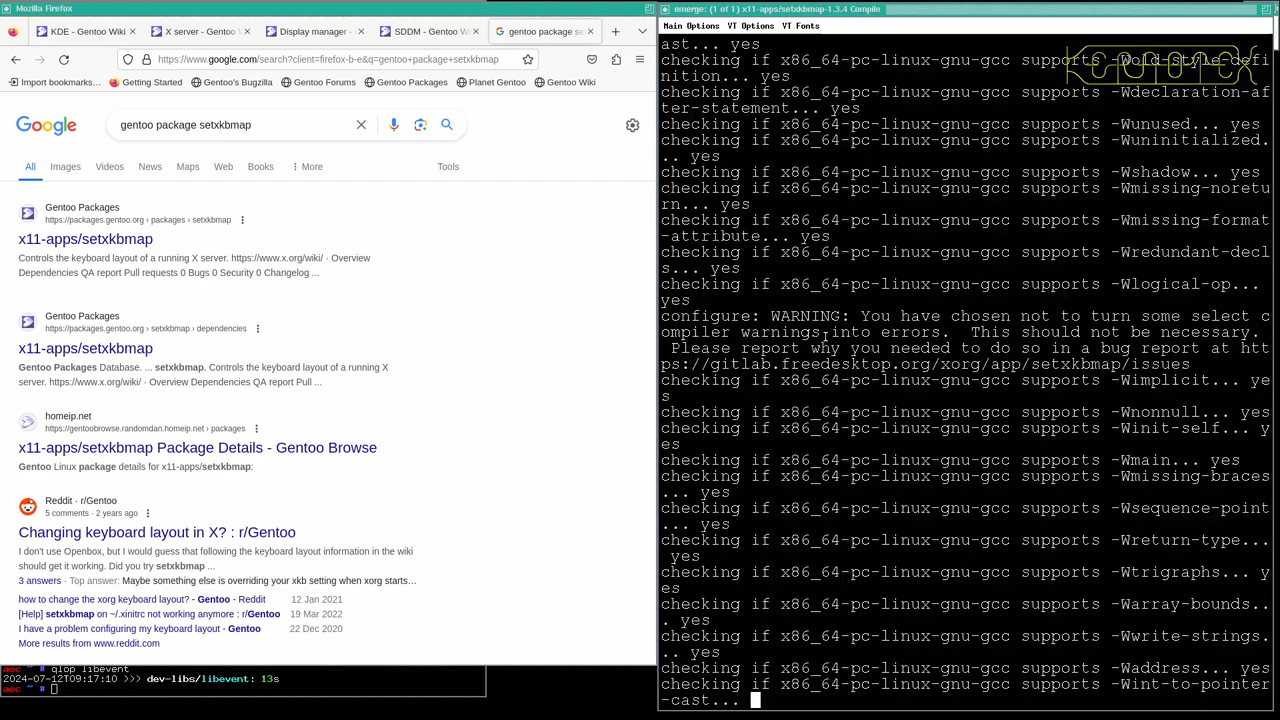 Mozilla Firefox
KDE - Gentoo Wiki
X server - Gentoo Wi
Display manager -
SDDM - Gentoo Wi
gentoo package se
https://www.google.com/search?client=firefox-b-e&q=gentoo+package+setxkbmap
Import bookmarks...
Getting Started
Gentoo's Bugzilla
Gentoo Forums
Gentoo Packages
Planet Gentoo
Gentoo Wiki
Google
gentoo package setxkbmap
All
Images
Videos
News
Maps
Web
Books
More
Tools
Gentoo Packages
https://packages.gentoo.org › packages › setxkbmap
x11-apps/setxkbmap
Controls the keyboard layout of a running X server. https://www.x.org/wiki/ · Overview
Dependencies QA report Pull requests 0 Bugs 0 Security 0 Changelog ...
Gentoo Packages
https://packages.gentoo.org › setxkbmap › dependencies
x11-apps/setxkbmap
Gentoo Packages Database. ... setxkbmap. Controls the keyboard layout of a running X
server. https://www.x.org/wiki/ · Overview Dependencies QA report Pull ...
homeip.net
https://gentoobrowse.randomdan.homeip.net › packages
x11-apps/setxkbmap Package Details - Gentoo Browse
Gentoo Linux package details for x11-apps/setxkbmap:
Reddit · r/Gentoo
5 comments · 2 years ago
Changing keyboard layout in X? : r/Gentoo
I don't use Openbox, but I would guess that following the keyboard layout information in the wiki
should get it working. Did you try setxkbmap ...
3 answers · Top answer: Maybe something else is overriding your xkb setting when xorg starts…
how to change the xorg keyboard layout? - Gentoo - Reddit 12 Jan 2021
[Help] setxkbmap on ~/.xinitrc not working anymore : r/Gentoo 19 Mar 2022
I have a problem configuring my keyboard layout - Gentoo 22 Dec 2020
More results from www.reddit.com
aec ~ # qlop libevent
2024-07-12T09:17:10 >>> dev-libs/libevent: 13s
aec ~ #
emerge: (1 of 1) x11-apps/setxkbmap-1.3.4 Compile
Main Options VT Options VT Fonts
ast... yes
checking if x86_64-pc-linux-gnu-gcc supports -Wold-style-defi
nition... yes
checking if x86_64-pc-linux-gnu-gcc supports -Wdeclaration-af
ter-statement... yes
checking if x86_64-pc-linux-gnu-gcc supports -Wunused... yes
checking if x86_64-pc-linux-gnu-gcc supports -Wuninitialized.
.. yes
checking if x86_64-pc-linux-gnu-gcc supports -Wshadow... yes
checking if x86_64-pc-linux-gnu-gcc supports -Wmissing-noretu
rn... yes
checking if x86_64-pc-linux-gnu-gcc supports -Wmissing-format
-attribute... yes
checking if x86_64-pc-linux-gnu-gcc supports -Wredundant-decl
s... yes
checking if x86_64-pc-linux-gnu-gcc supports -Wlogical-op...
yes
configure: WARNING: You have chosen not to turn some select c
ompiler warnings into errors.  This should not be necessary.
 Please report why you needed to do so in a bug report at htt
ps://gitlab.freedesktop.org/xorg/app/setxkbmap/issues
checking if x86_64-pc-linux-gnu-gcc supports -Wimplicit... ye
s
checking if x86_64-pc-linux-gnu-gcc supports -Wnonnull... yes
checking if x86_64-pc-linux-gnu-gcc supports -Winit-self... y
es
checking if x86_64-pc-linux-gnu-gcc supports -Wmain... yes
checking if x86_64-pc-linux-gnu-gcc supports -Wmissing-braces
... yes
checking if x86_64-pc-linux-gnu-gcc supports -Wsequence-point
... yes
checking if x86_64-pc-linux-gnu-gcc supports -Wreturn-type...
 yes
checking if x86_64-pc-linux-gnu-gcc supports -Wtrigraphs... y
es
checking if x86_64-pc-linux-gnu-gcc supports -Warray-bounds..
. yes
checking if x86_64-pc-linux-gnu-gcc supports -Wwrite-strings.
.. yes
checking if x86_64-pc-linux-gnu-gcc supports -Waddress... yes
checking if x86_64-pc-linux-gnu-gcc supports -Wint-to-pointer
-cast...